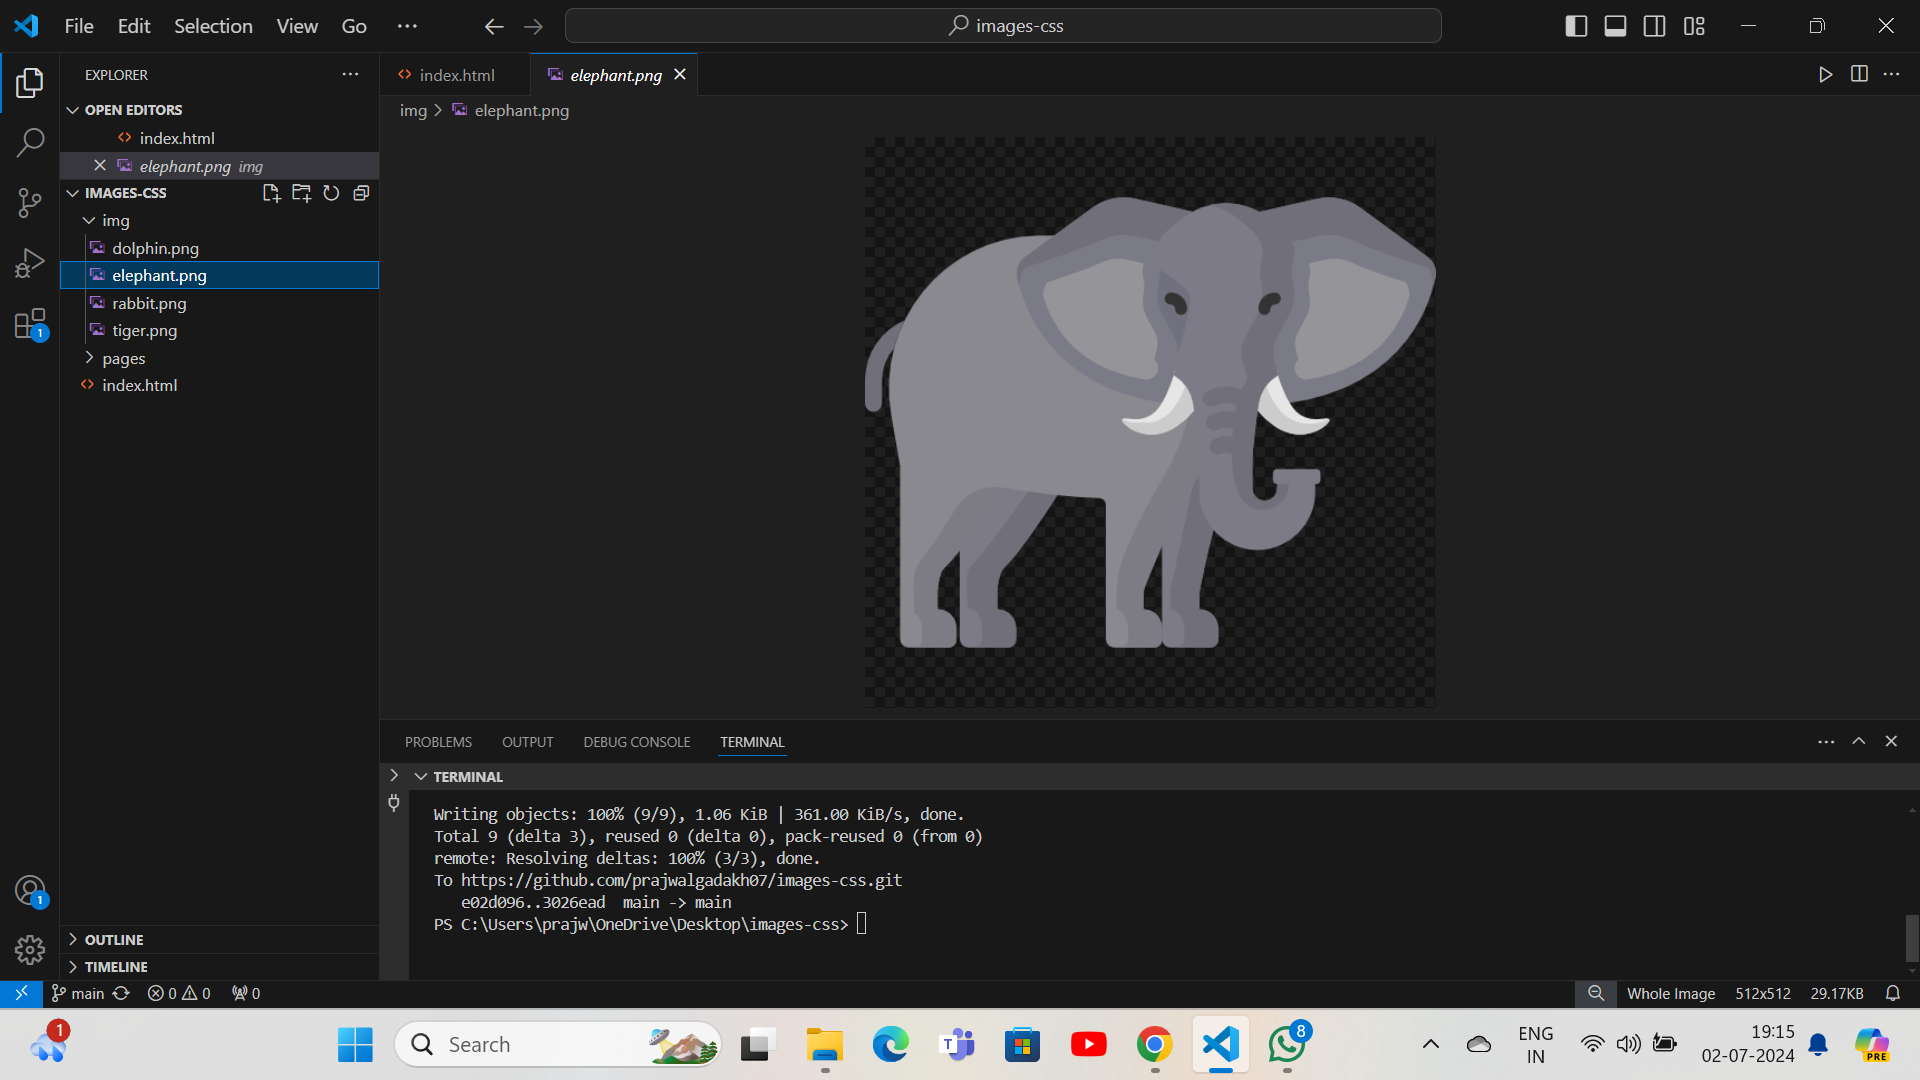 File Edit Selection View Go ···
images-css
EXPLORER
OPEN EDITORS
index.html
elephant.png img
IMAGES-CSS
img
dolphin.png
elephant.png
rabbit.png
tiger.png
pages
index.html
OUTLINE
TIMELINE
1
1
index.html
elephant.png
img > elephant.png
PROBLEMS OUTPUT DEBUG CONSOLE TERMINAL
TERMINAL
Writing objects: 100% (9/9), 1.06 KiB | 361.00 KiB/s, done.
Total 9 (delta 3), reused 0 (delta 0), pack-reused 0 (from 0)
remote: Resolving deltas: 100% (3/3), done.
To https://github.com/prajwalgadakh07/images-css.git
e02d096..3026ead  main -> main
PS C:\Users\prajw\OneDrive\Desktop\images-css>
main 0 0 0 Whole Image 512x512 29.17KB
1
Search
T
8
ENG
IN
19:15
02-07-2024
PRE